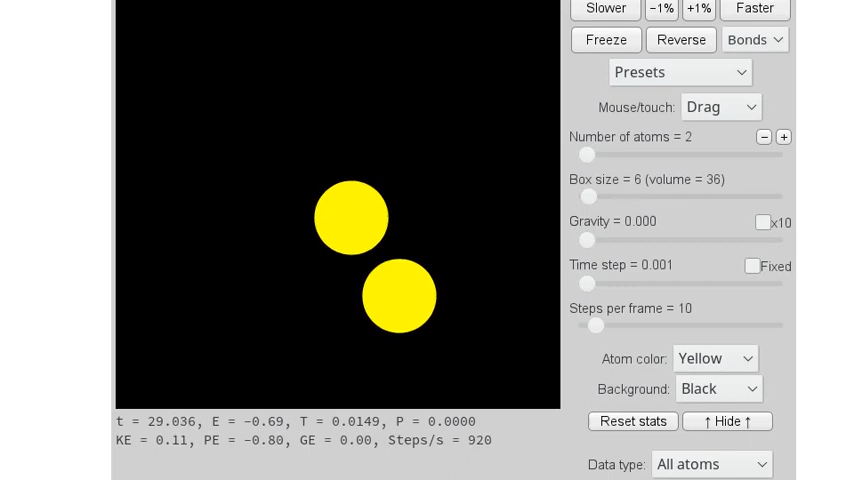 Slower −1% +1% Faster
Freeze Reverse Bonds
Presets
Mouse/touch: Drag
Number of atoms = 2 − +
Box size = 6 (volume = 36)
Gravity = 0.000 x10
Time step = 0.001 Fixed
Steps per frame = 10
Atom color: Yellow
Background: Black
t = 29.036, E = −0.69, T = 0.0149, P = 0.0000
Reset stats ↑ Hide ↑
KE = 0.11, PE = −0.80, GE = 0.00, Steps/s = 920
Data type: All atoms